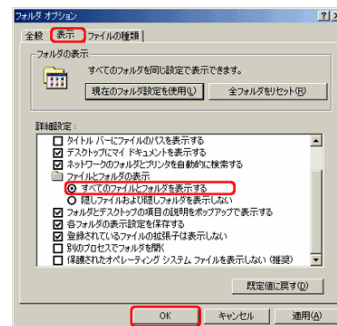 フォルダ オプション
全般 表示 ファイルの種類
フォルダの表示
すべてのフォルダを同じ設定で表示できます。
現在のフォルダ設定を使用(L) 全フォルダをリセット(R)
詳細設定:
タイトル バーにファイルのパスを表示する
デスクトップにマイ ドキュメントを表示する
ネットワークのフォルダとプリンタを自動的に検索する
ファイルとフォルダの表示
すべてのファイルとフォルダを表示する
隠しファイルおよび隠しフォルダを表示しない
フォルダとデスクトップの項目の説明をポップアップで表示する
各フォルダの表示設定を保存する
登録されているファイルの拡張子は表示しない
別のプロセスでフォルダを開く
保護されたオペレーティング システム ファイルを表示しない (推奨)
既定値に戻す(D)
OK キャンセル 適用(A)